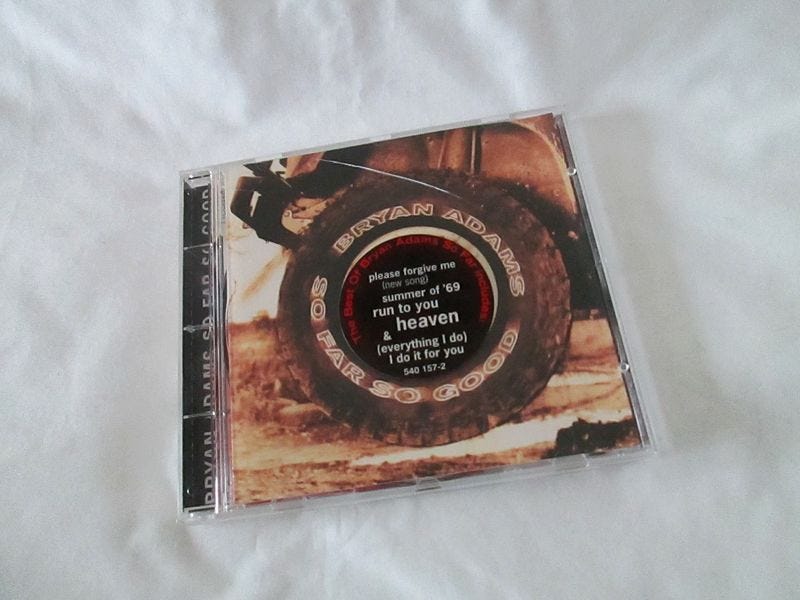 BRYAN ADAMS SO FAR SO GOOD
BRYAN ADAMS
SO FAR SO GOOD
The Best Of Bryan Adams So Far includes:
please forgive me
(new song)
summer of '69
run to you
heaven
&
(everything I do)
I do it for you
540 157-2